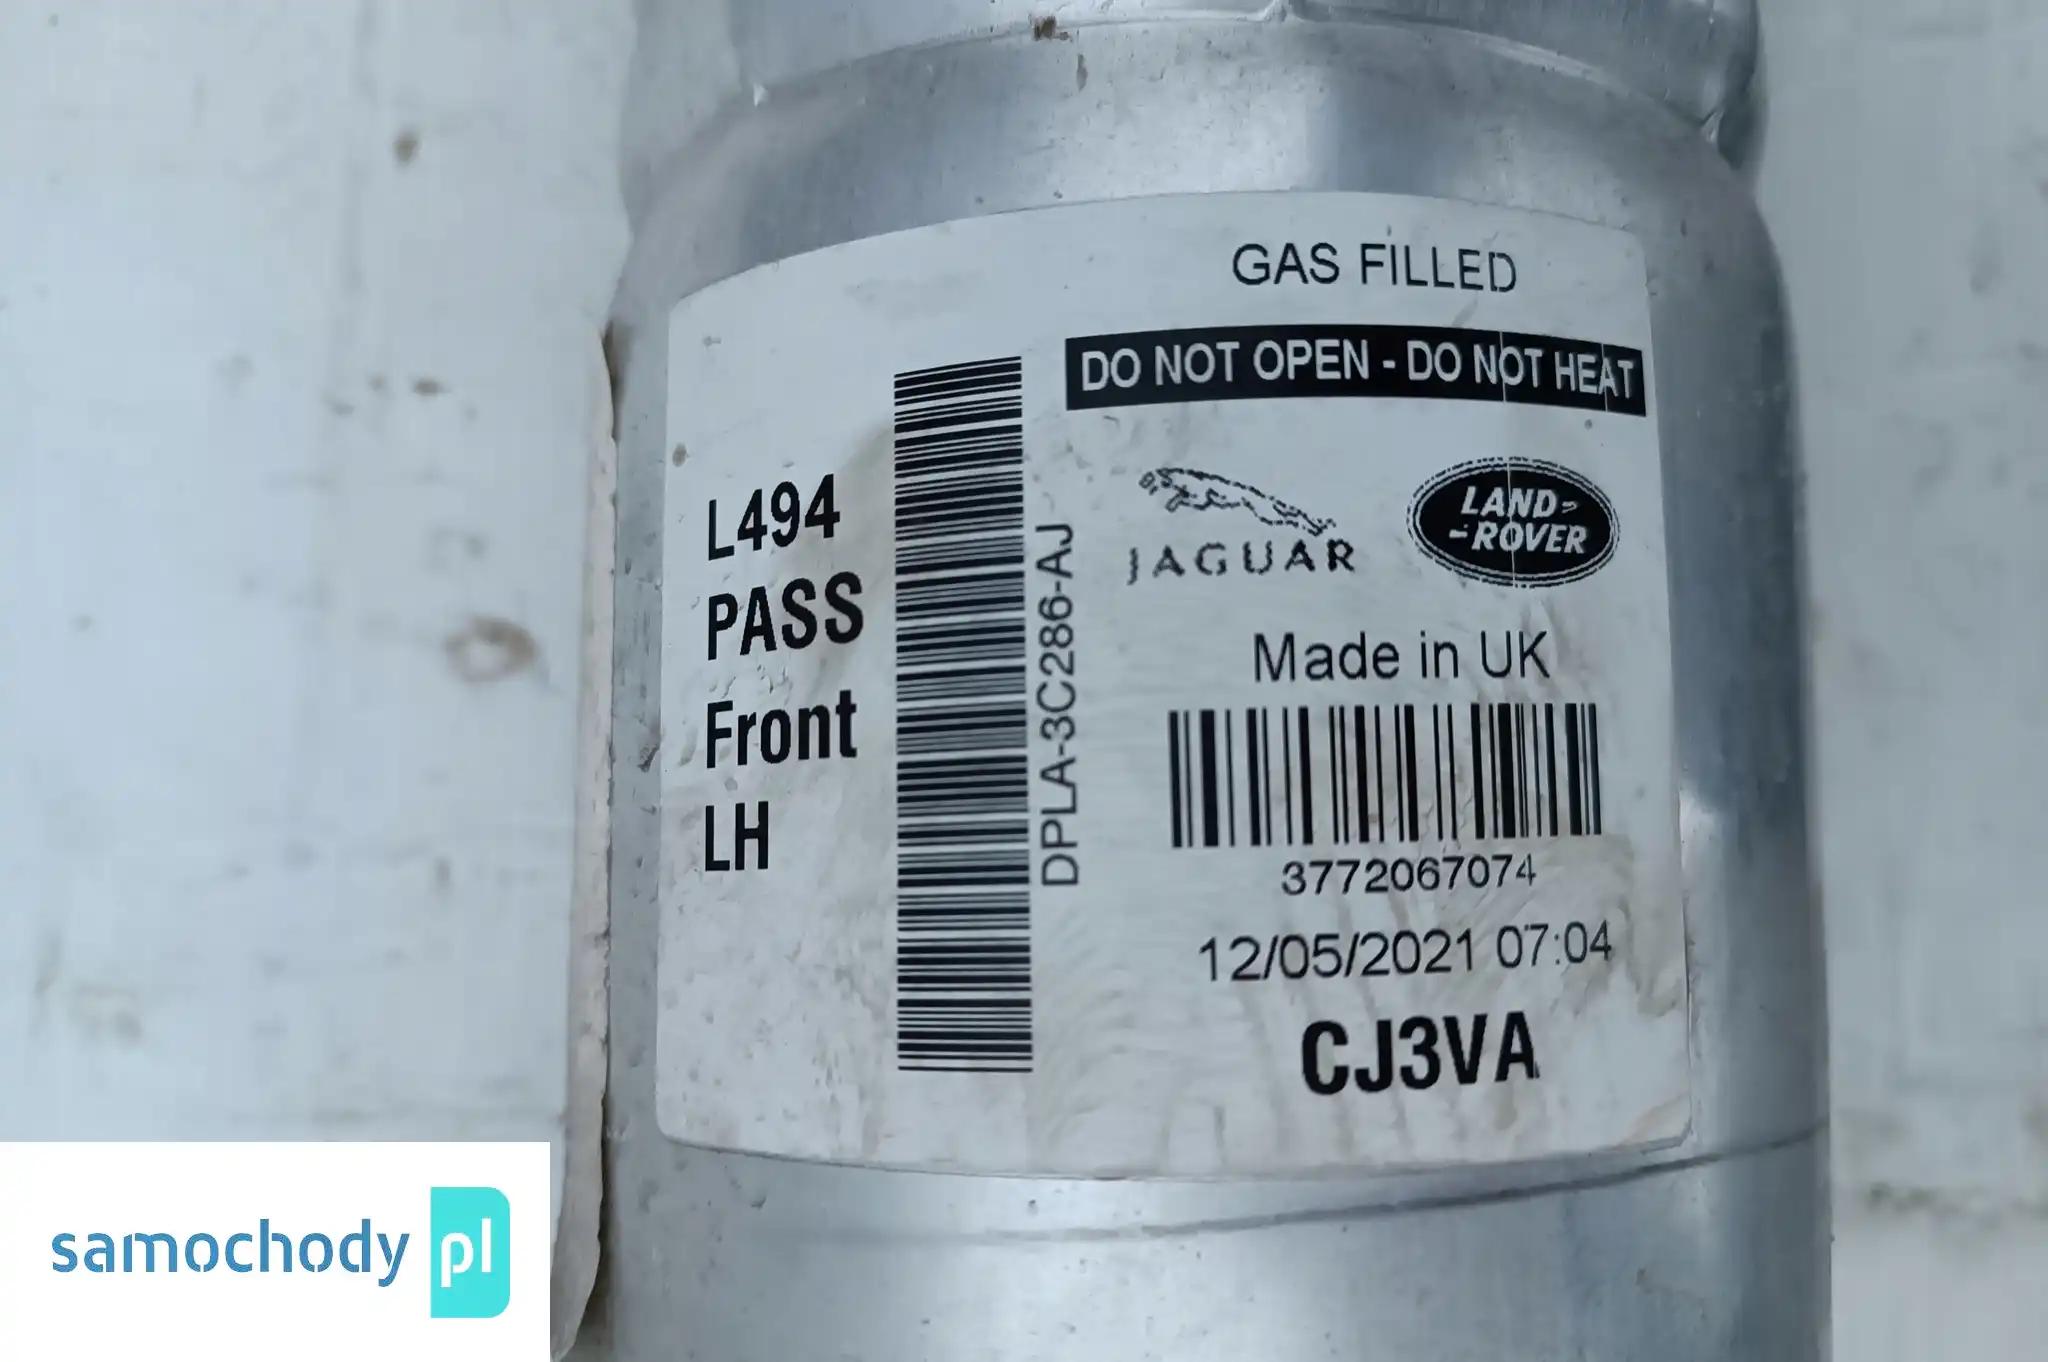 GAS FILLED
DO NOT OPEN - DO NOT HEAT
L494
PASS
Front
LH
DPLA-3C286-AJ
JAGUAR
LAND-
-ROVER
Made in UK
3772067074
12/05/2021 07:04
CJ3VA
samochody pl